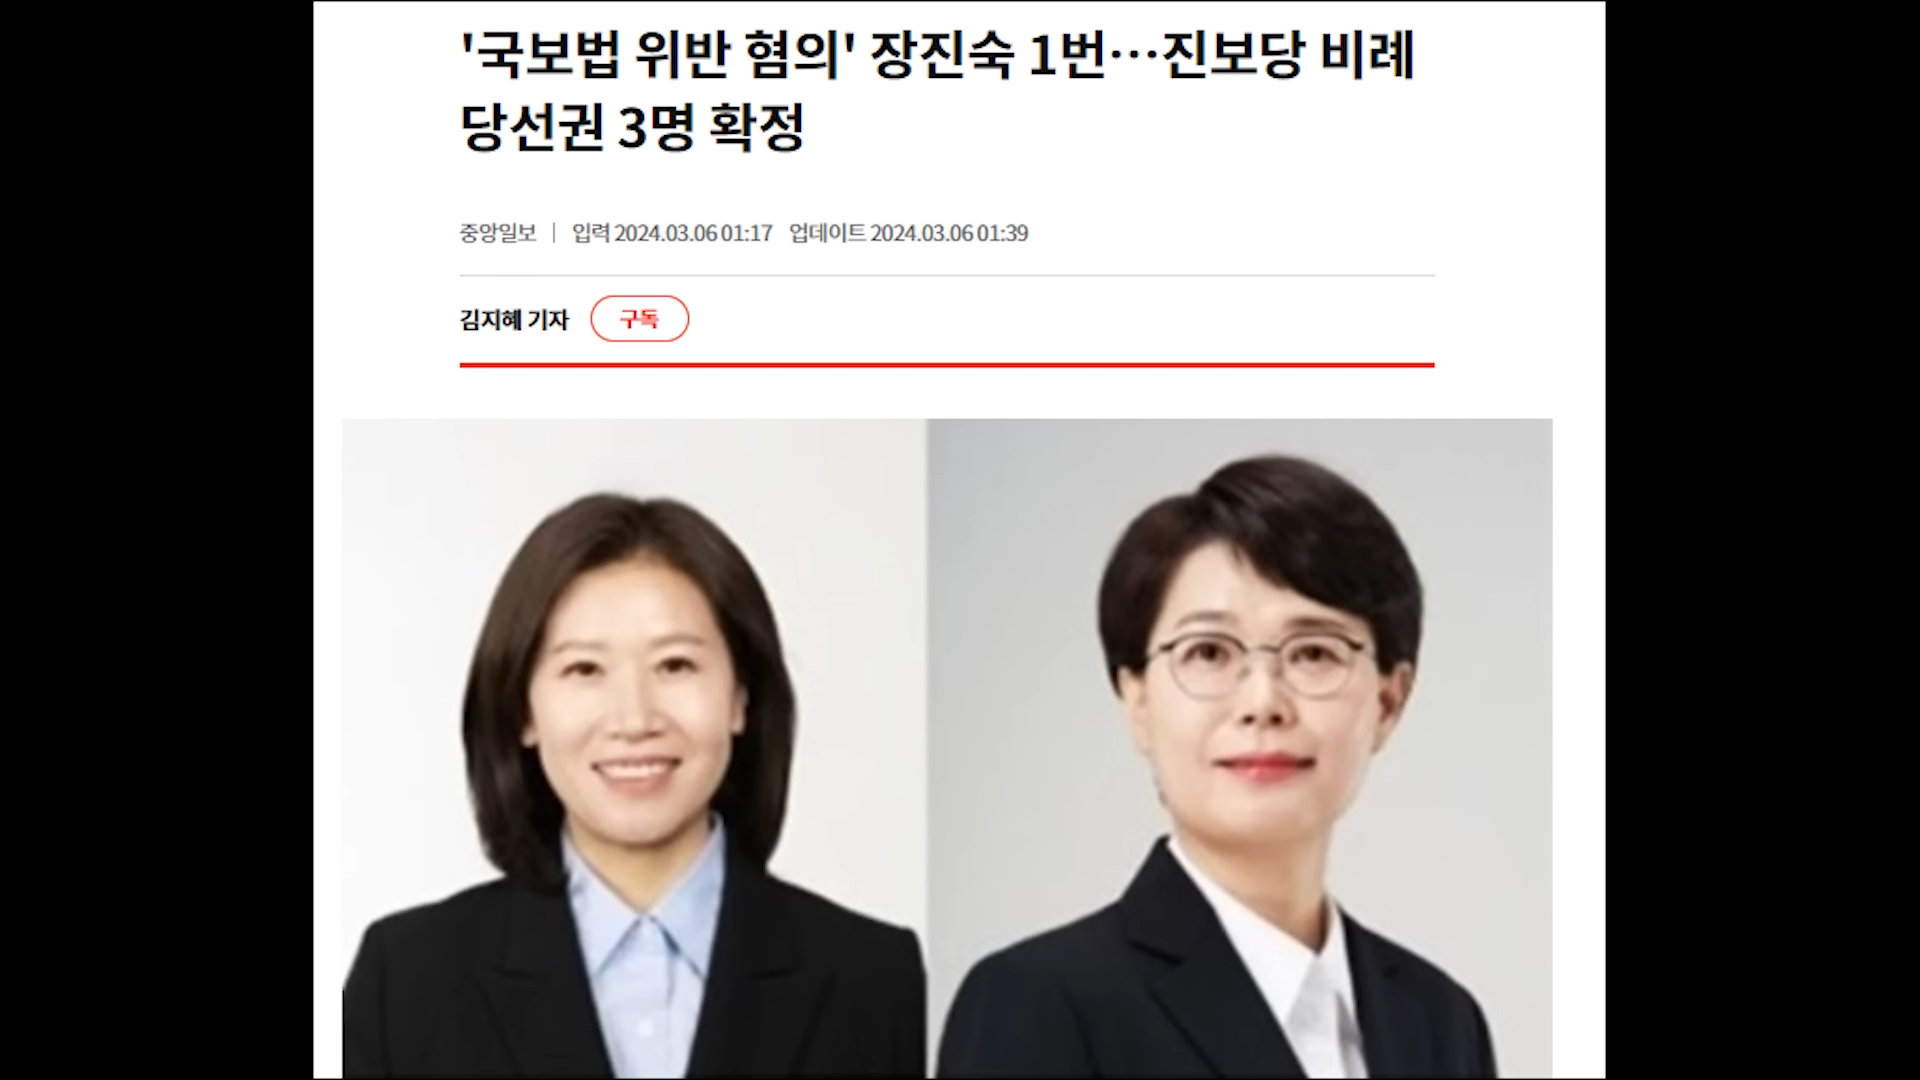 '국보법 위반 혐의' 장진숙 1번…진보당 비례
당선권 3명 확정
중앙일보 | 입력 2024.03.06 01:17 업데이트 2024.03.06 01:39
김지혜 기자 구독